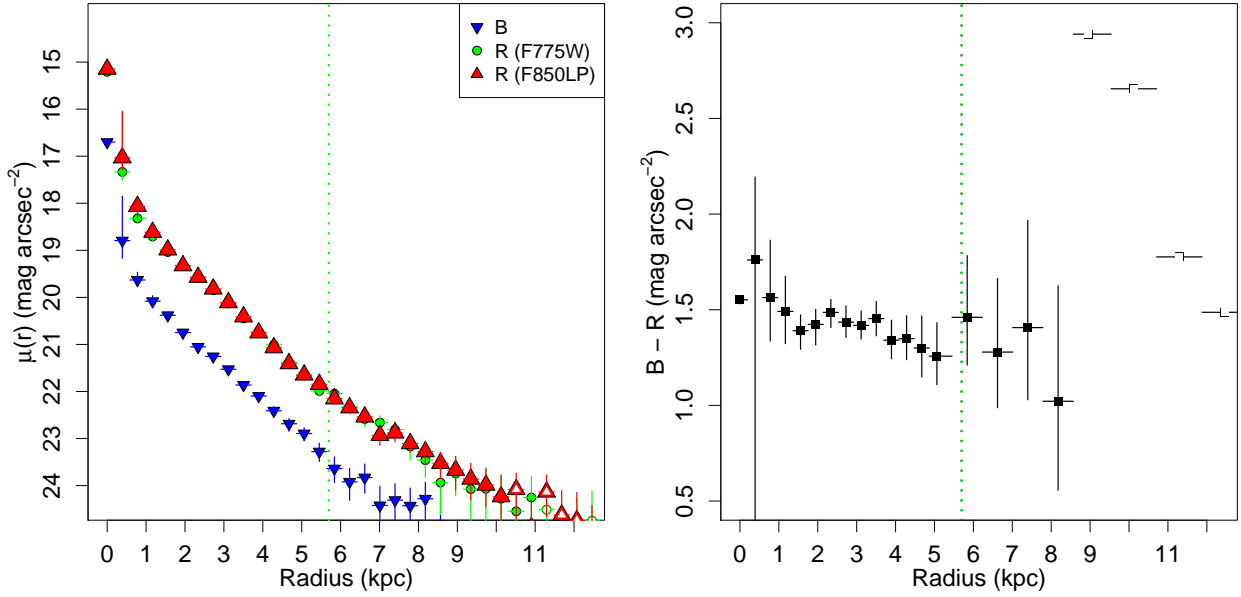 B
R (F775W)
R (F850LP)
15
16
17
18
19
20
21
22
23
24
μ(r) (mag arcsec−2)
0 1 2 3 4 5 6 7 8 9 11
Radius (kpc)
3.0
2.5
2.0
1.5
1.0
0.5
B − R (mag arcsec−2)
0 1 2 3 4 5 6 7 8 9 11
Radius (kpc)